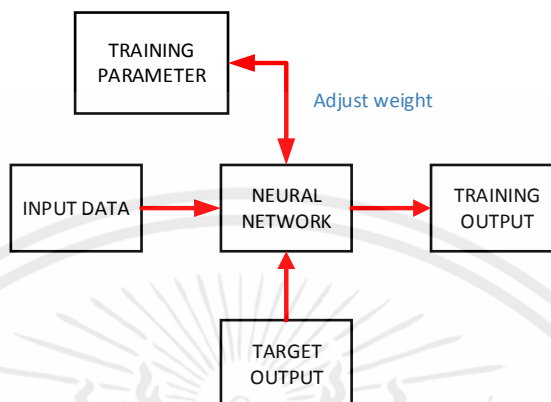 TRAINING
PARAMETER
Adjust weight
INPUT DATA
NEURAL
NETWORK
TRAINING
OUTPUT
TARGET
OUTPUT